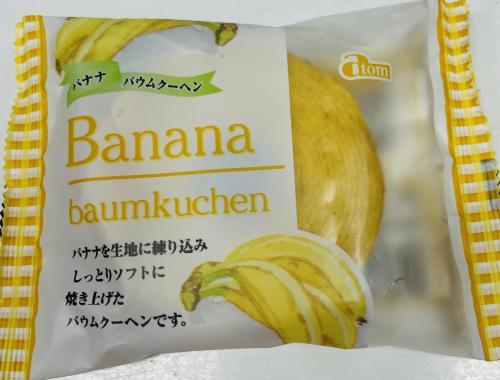 バナナ バウムクーヘン
atom
Banana
baumkuchen
バナナを生地に練り込み
しっとりソフトに
焼き上げた
バウムクーヘンです。